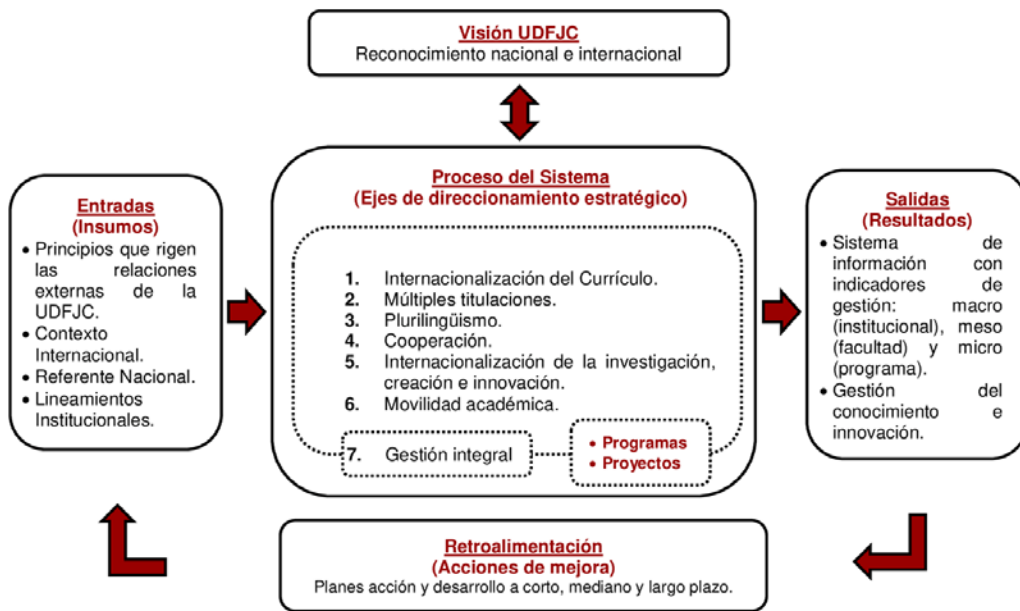 Visión UDFJC
Reconocimiento nacional e internacional
Entradas
(Insumos)
• Principios que rigen
las relaciones
externas de la
UDFJC.
• Contexto
Internacional.
• Referente Nacional.
• Lineamientos
Institucionales.
Proceso del Sistema
(Ejes de direccionamiento estratégico)
1. Internacionalización del Currículo.
2. Múltiples titulaciones.
3. Plurilingüismo.
4. Cooperación.
5. Internacionalización de la investigación,
creación e innovación.
6. Movilidad académica.
7. Gestión integral
• Programas
• Proyectos
Salidas
(Resultados)
• Sistema de
información con
indicadores de
gestión: macro
(institucional), meso
(facultad) y micro
(programa).
• Gestión del
conocimiento e
innovación.
Retroalimentación
(Acciones de mejora)
Planes acción y desarrollo a corto, mediano y largo plazo.